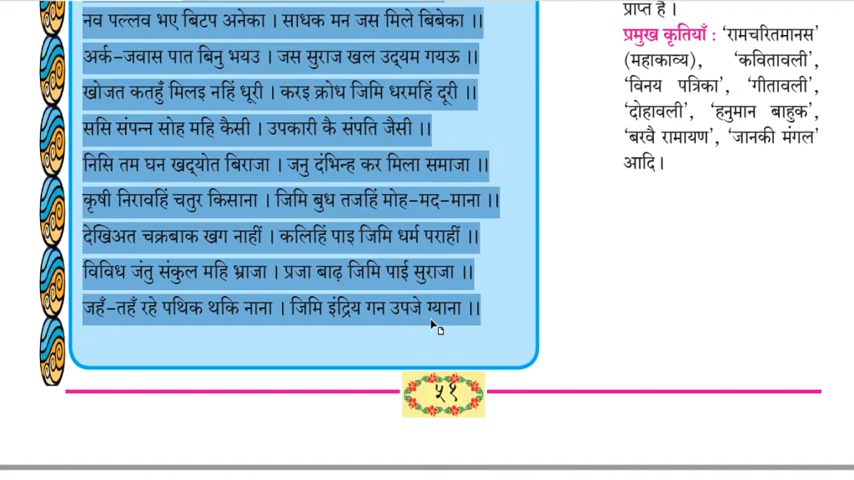 नव पल्लव भए बिटप अनेका । साधक मन जस मिले बिबेका ।।
अर्क-जवास पात बिनु भयउ । जस सुराज खल उद्यम गयऊ ।।
खोजत कतहुँ मिलइ नहिं धूरी । करइ क्रोध जिमि धरमहिं दूरी ।।
ससि संपन्न सोह महि कैसी । उपकारी कै संपति जैसी ।।
निसि तम घन खद्योत बिराजा । जनु दंभिन्ह कर मिला समाजा ।।
कृषी निरावहिं चतुर किसाना । जिमि बुध तजहिं मोह-मद-माना ।।
देखिअत चक्रबाक खग नाहीं । कलिहिं पाइ जिमि धर्म पराहीं ।।
विविध जंतु संकुल महि भ्राजा । प्रजा बाढ़ जिमि पाई सुराजा ।।
जहँ-तहँ रहे पथिक थकि नाना । जिमि इंद्रिय गन उपजे ग्याना ।।
प्राप्त है ।
प्रमुख कृतियाँ : ‘रामचरितमानस’
(महाकाव्य), ‘कवितावली’,
‘विनय पत्रिका’, ‘गीतावली’,
‘दोहावली’, ‘हनुमान बाहुक’,
‘बरवै रामायण’, ‘जानकी मंगल’
आदि ।
५१